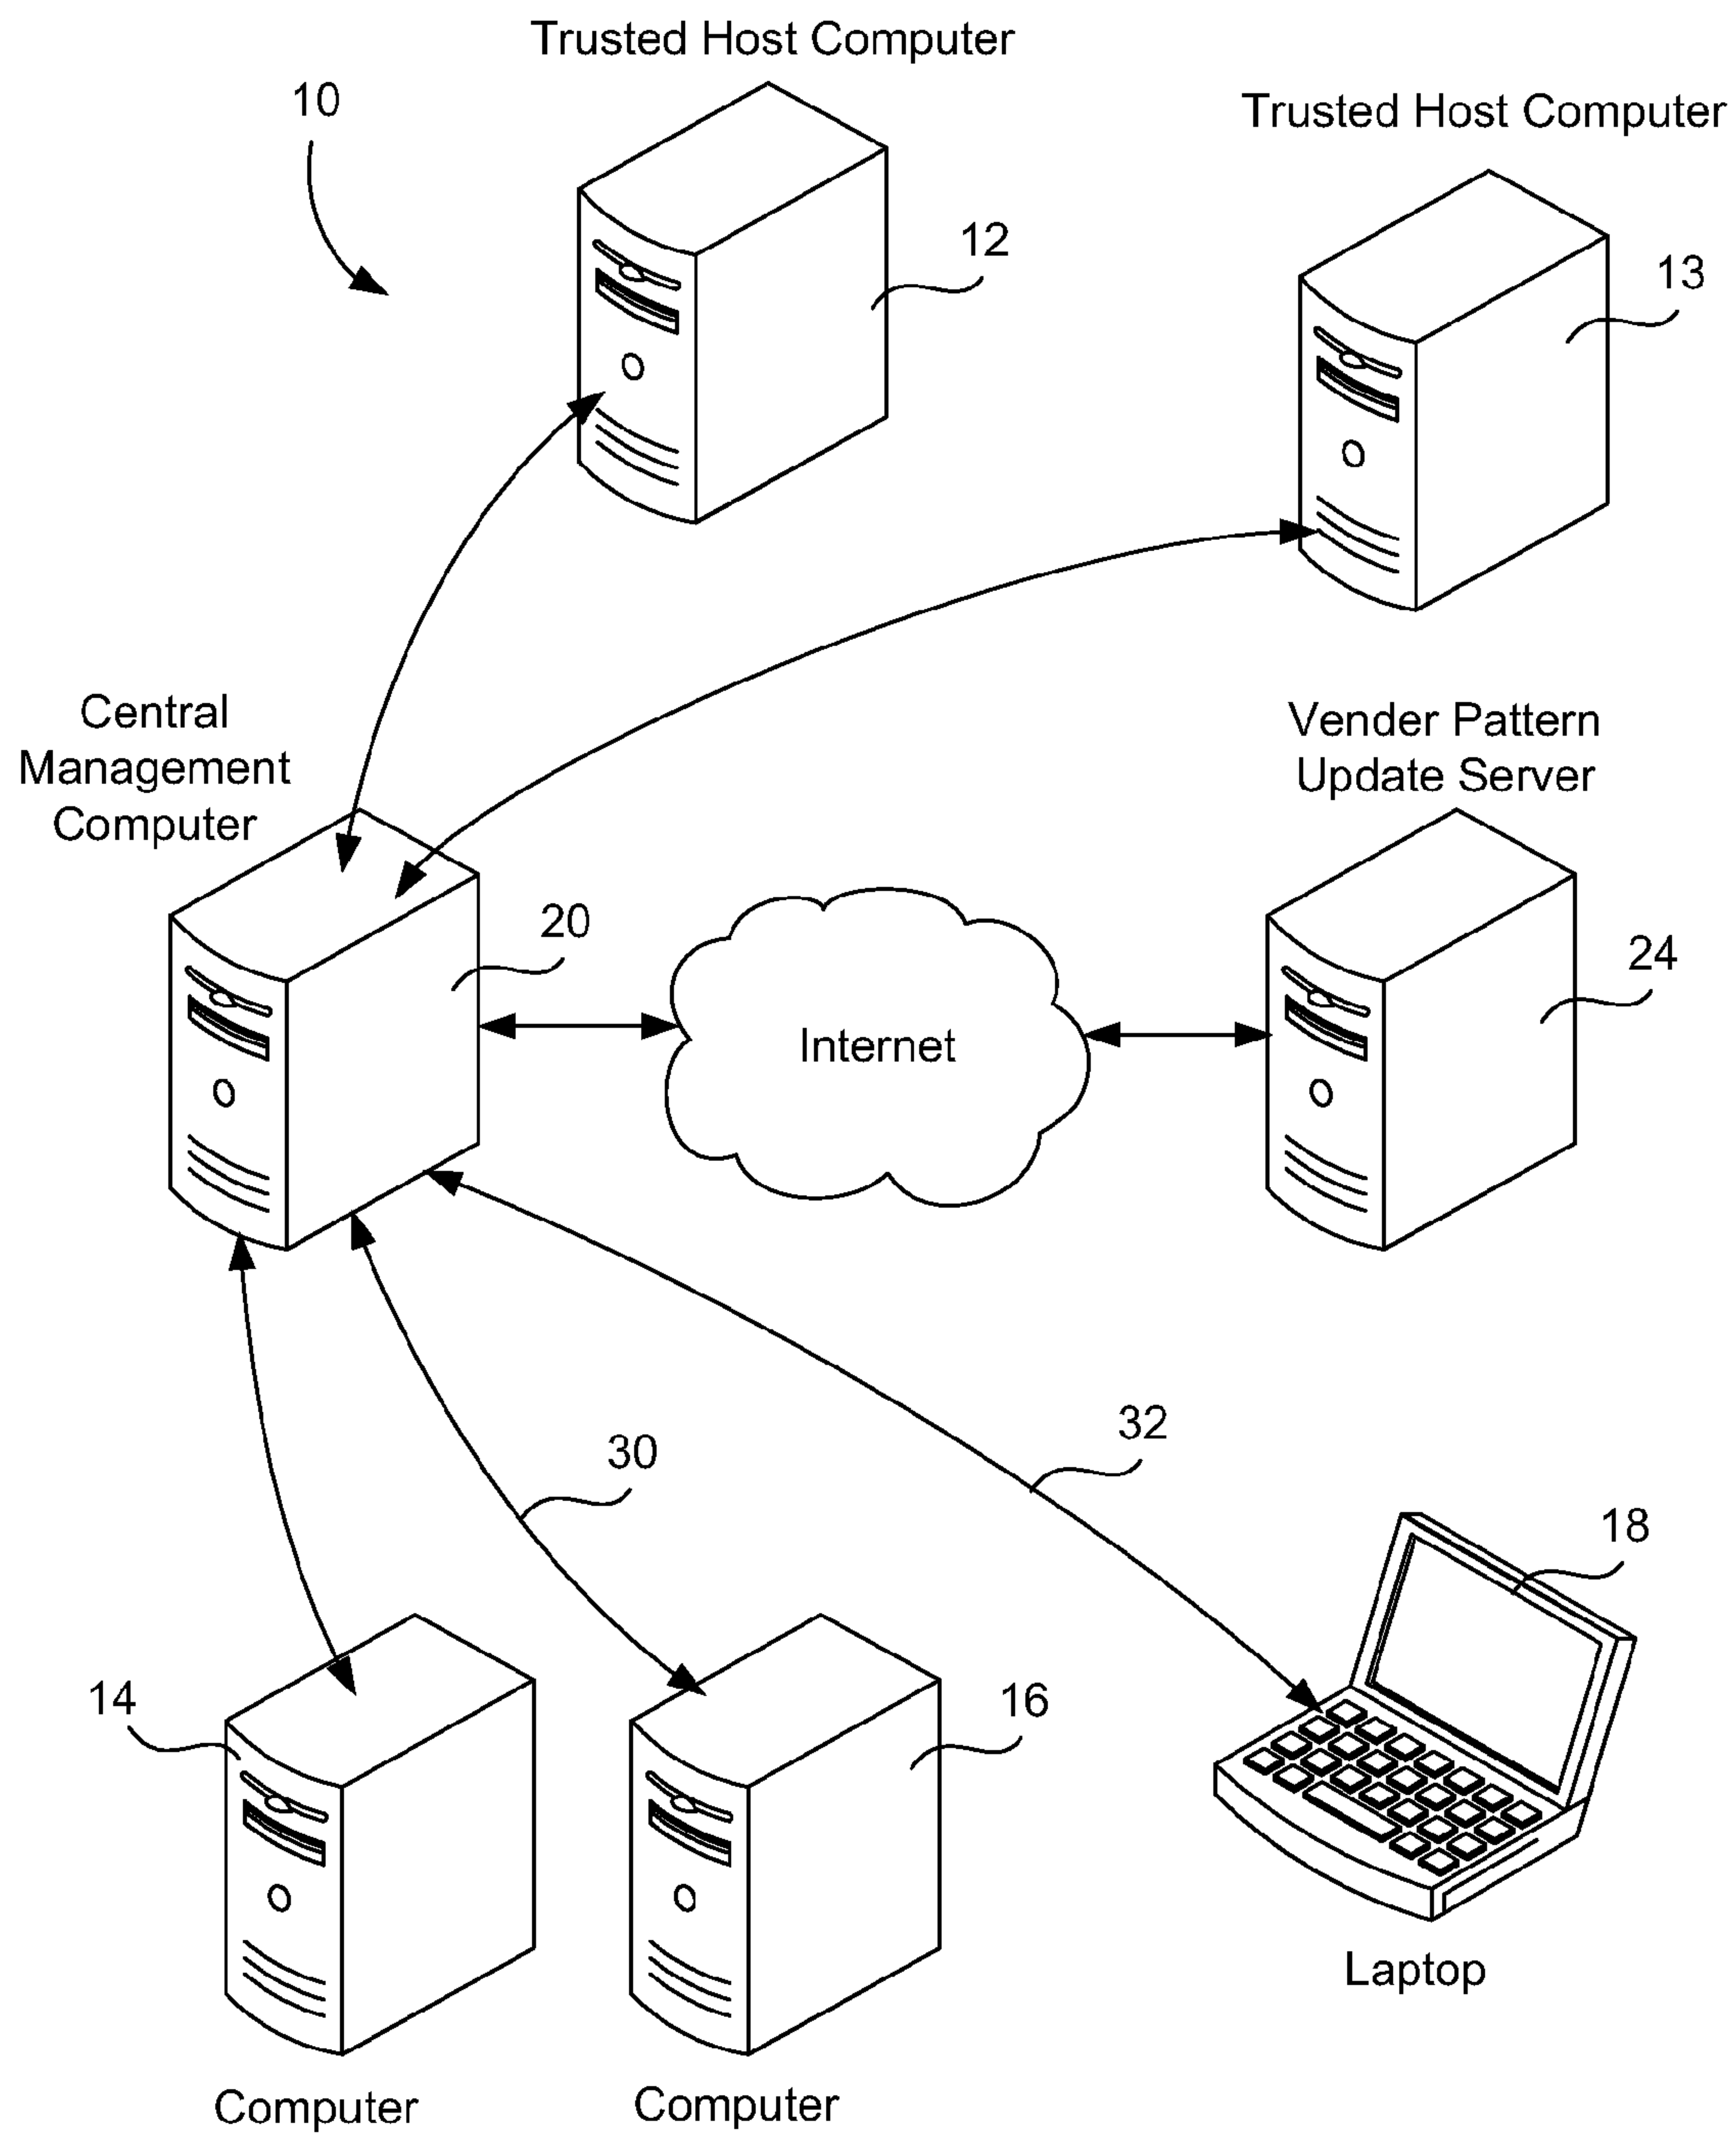 Trusted Host Computer
10
Trusted Host Computer
12
13
Central
Management
Computer
Vender Pattern
Update Server
20
24
Internet
32
30
18
14
16
Laptop
Computer
Computer